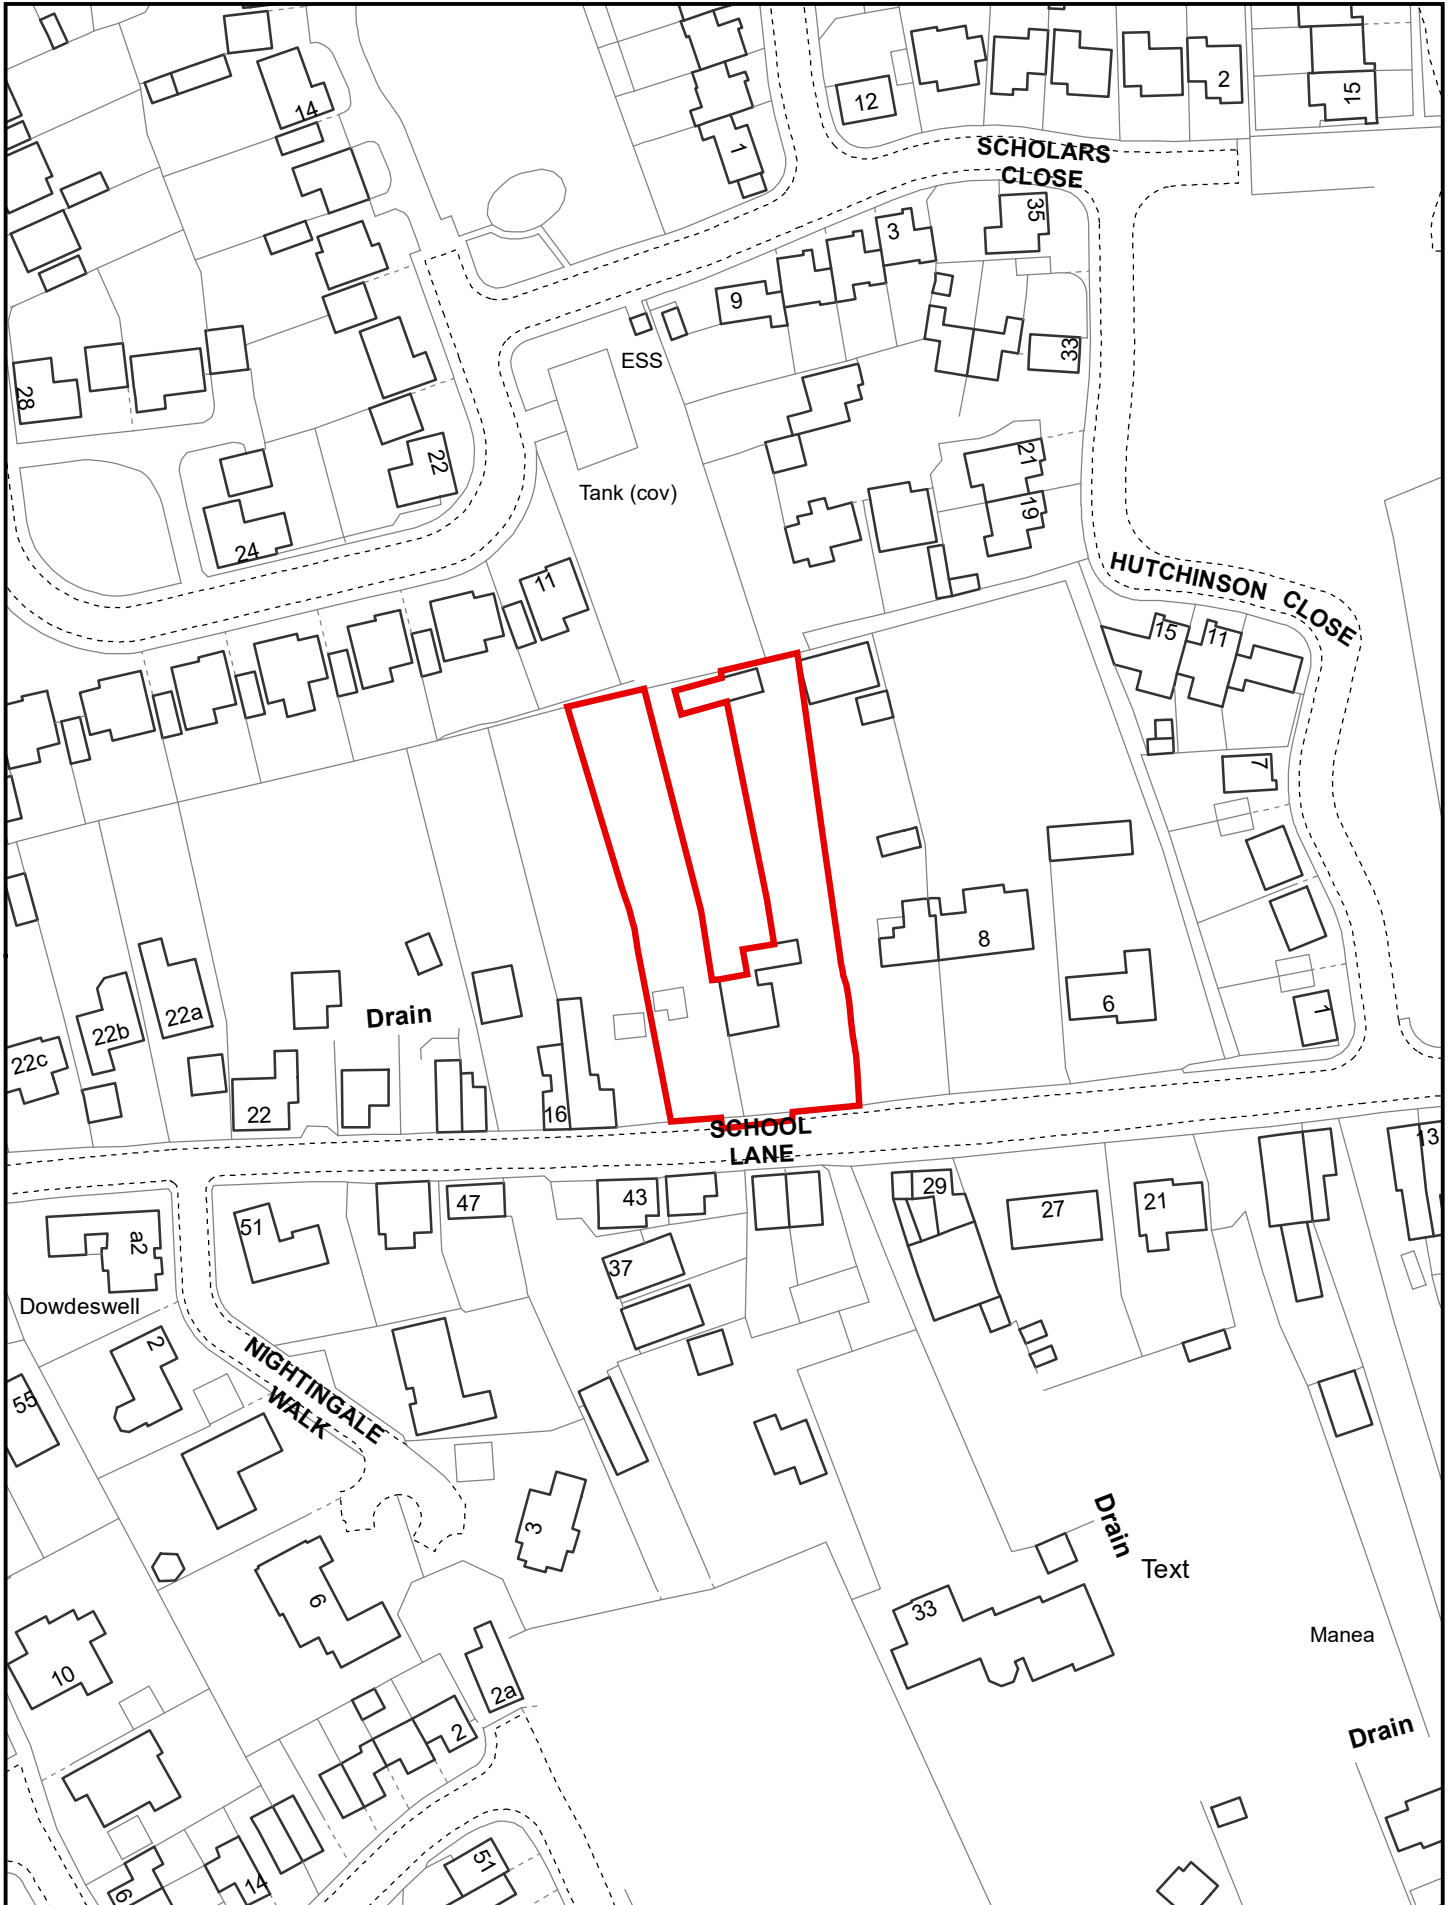 14
12
2
15
1
SCHOLARS
CLOSE
35
3
9
33
ESS
28
22
21
Tank (cov)
19
24
11
HUTCHINSON CLOSE
15
11
7
8
6
1
22a
22b
22c
Drain
22
16
SCHOOL
LANE
13
29
47
43
27
21
51
a2
37
Dowdeswell
2
NIGHTINGALE
WALK
55
3
Drain
Text
6
33
Manea
10
2a
2
Drain
51
14
6